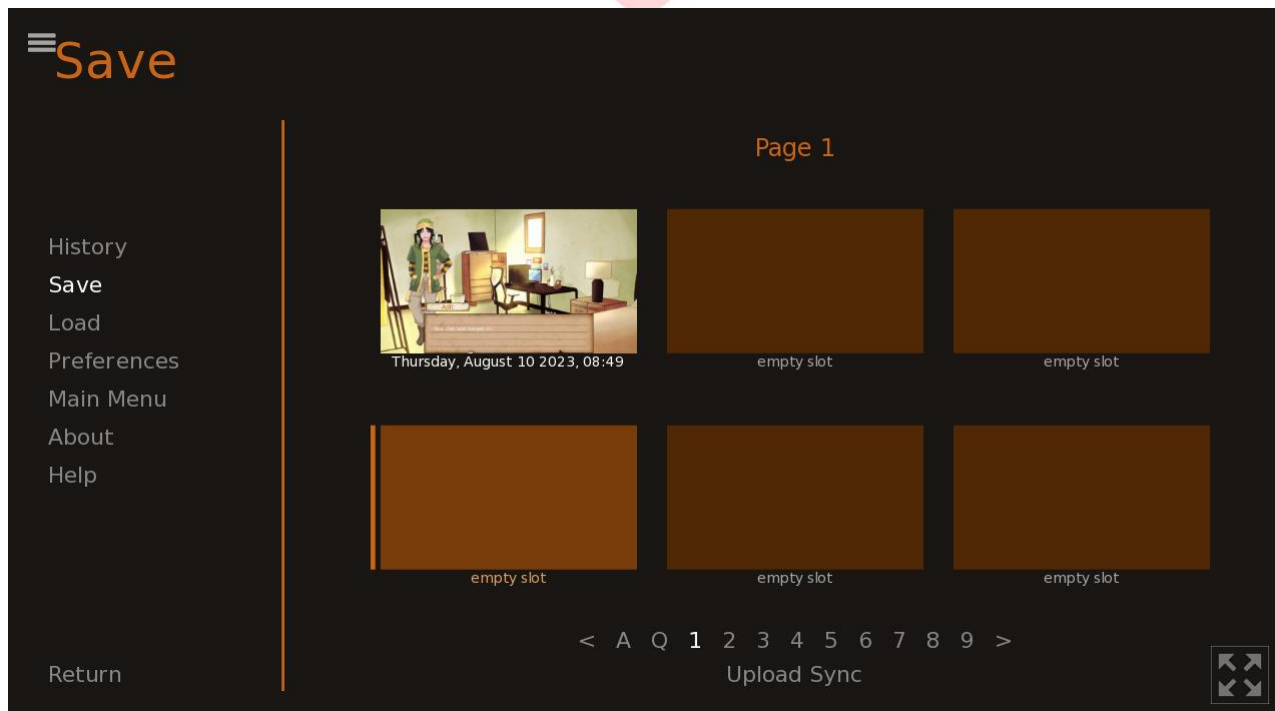 Save
Page 1
History
Save
Load
Preferences
Main Menu
About
Help
Return
Thursday, August 10 2023, 08:49
empty slot
empty slot
empty slot
empty slot
empty slot
< A Q 1 2 3 4 5 6 7 8 9 >
Upload Sync